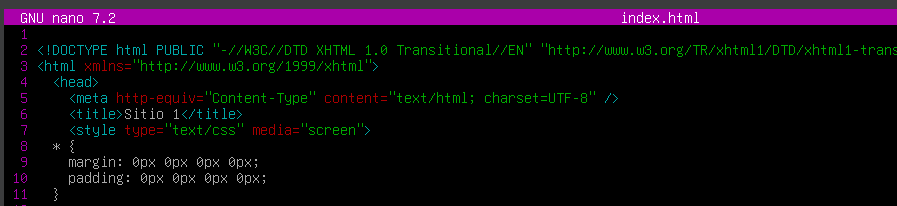 GNU nano 7.2 index.html
1
2 <!DOCTYPE html PUBLIC "-//W3C//DTD XHTML 1.0 Transitional//EN" "http://www.w3.org/TR/xhtml1/DTD/xhtml1-trans
3 <html xmlns="http://www.w3.org/1999/xhtml">
4   <head>
5     <meta http-equiv="Content-Type" content="text/html; charset=UTF-8" />
6     <title>Sitio 1</title>
7     <style type="text/css" media="screen">
8   * {
9     margin: 0px 0px 0px 0px;
10     padding: 0px 0px 0px 0px;
11   }